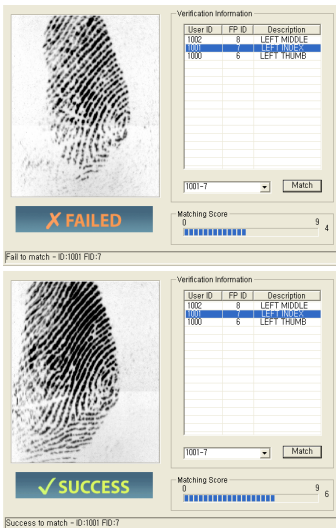 Verification Information
User ID FP ID Description
1002 8 LEFT MIDDLE
1001 7 LEFT INDEX
1000 6 LEFT THUMB
1001-7 Match
✗ FAILED
Matching Score
0 9 4
Fail to match - ID:1001 FID:7
Verification Information
User ID FP ID Description
1002 8 LEFT MIDDLE
1001 7 LEFT INDEX
1000 6 LEFT THUMB
1001-7 Match
✓ SUCCESS
Matching Score
0 9 6
Success to match - ID:1001 FID:7